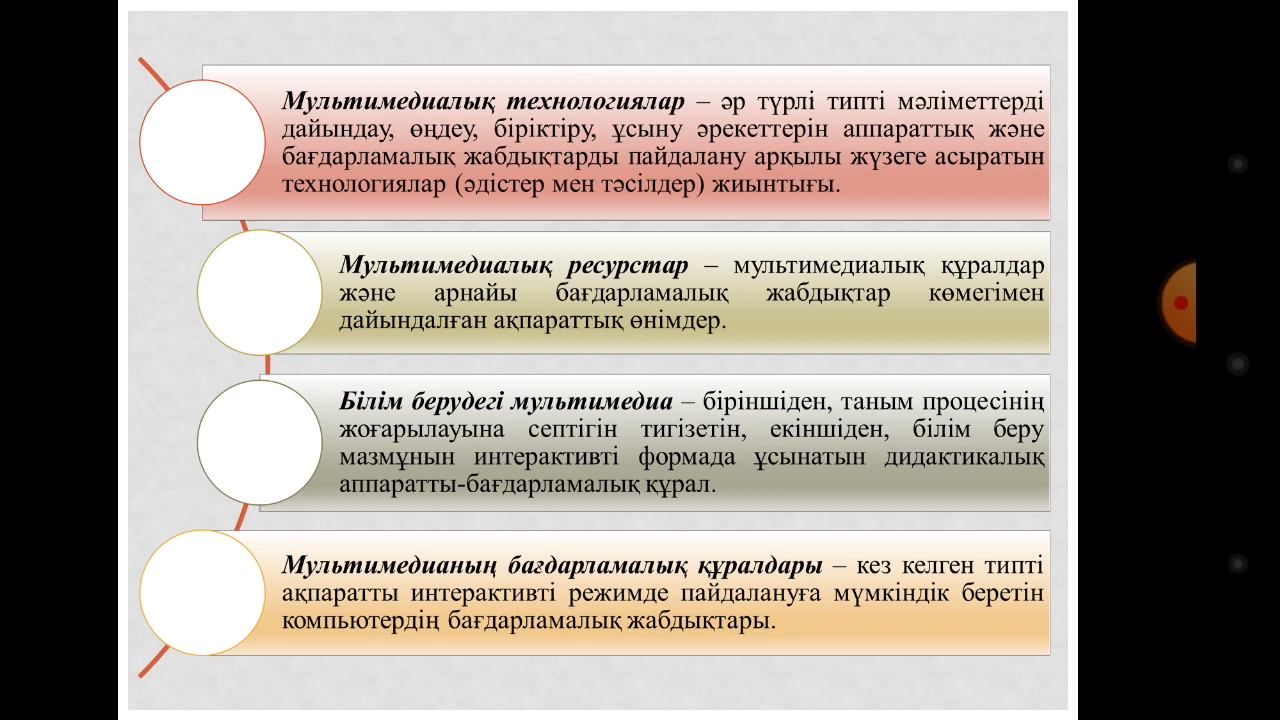 Мультимедиалық технологиялар – әр түрлі типті мәліметтерді
дайындау, өңдеу, біріктіру, ұсыну әрекеттерін аппараттық және
бағдарламалық жабдықтарды пайдалану арқылы жүзеге асыратын
технологиялар (әдістер мен тәсілдер) жиынтығы.
Мультимедиалық ресурстар – мультимедиалық құралдар
және арнайы бағдарламалық жабдықтар көмегімен
дайындалған ақпараттық өнімдер.
Білім берудегі мультимедиа – біріншіден, таным процесінің
жоғарылауына септігін тигізетін, екіншіден, білім беру
мазмұнын интерактивті формада ұсынатын дидактикалық
аппаратты-бағдарламалық құрал.
Мультимедианың бағдарламалық құралдары – кез келген типті
ақпаратты интерактивті режимде пайдалануға мүмкіндік беретін
компьютердің бағдарламалық жабдықтары.